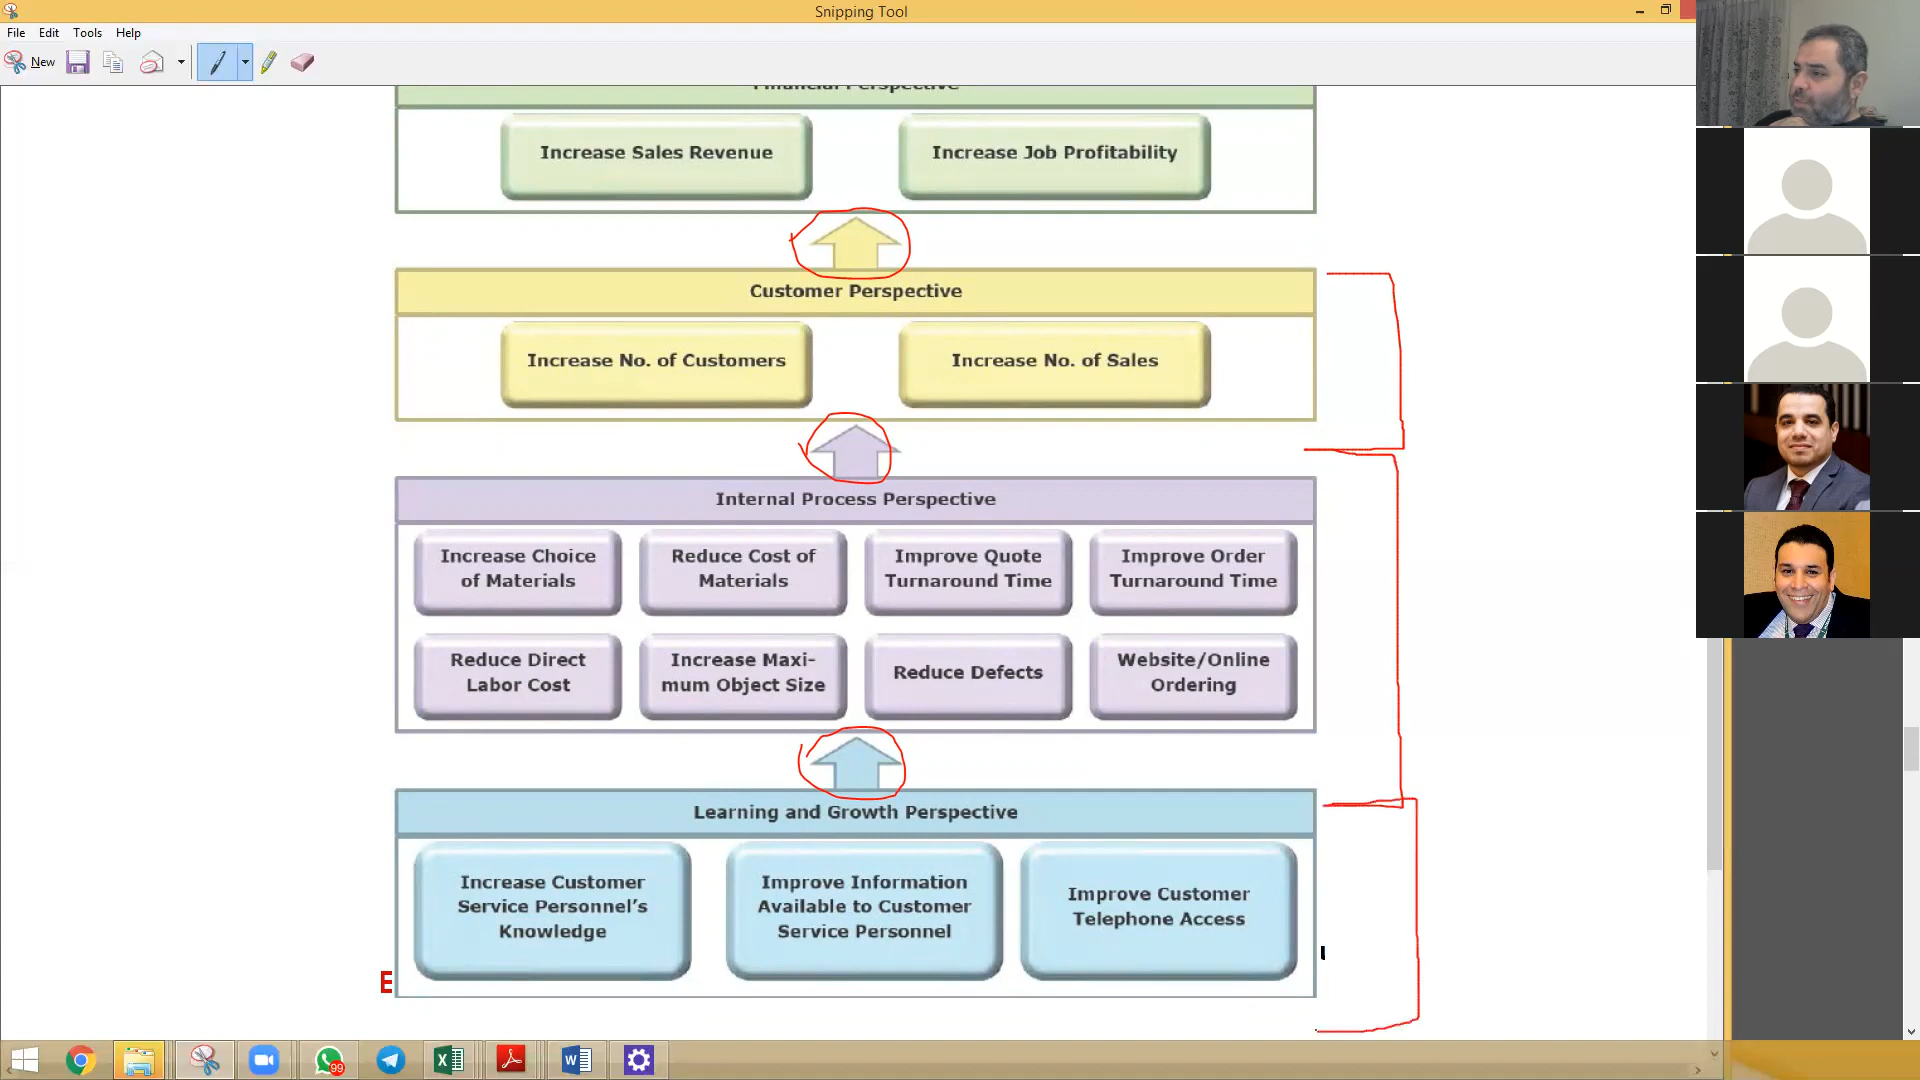 Snipping Tool
File Edit Tools Help
New
Financial Perspective
Increase Sales Revenue
Increase Job Profitability
Customer Perspective
Increase No. of Customers
Increase No. of Sales
Internal Process Perspective
Increase Choice
of Materials
Reduce Cost of
Materials
Improve Quote
Turnaround Time
Improve Order
Turnaround Time
Reduce Direct
Labor Cost
Increase Maxi-
mum Object Size
Reduce Defects
Website/Online
Ordering
Learning and Growth Perspective
Increase Customer
Service Personnel's
Knowledge
Improve Information
Available to Customer
Service Personnel
Improve Customer
Telephone Access
E
99